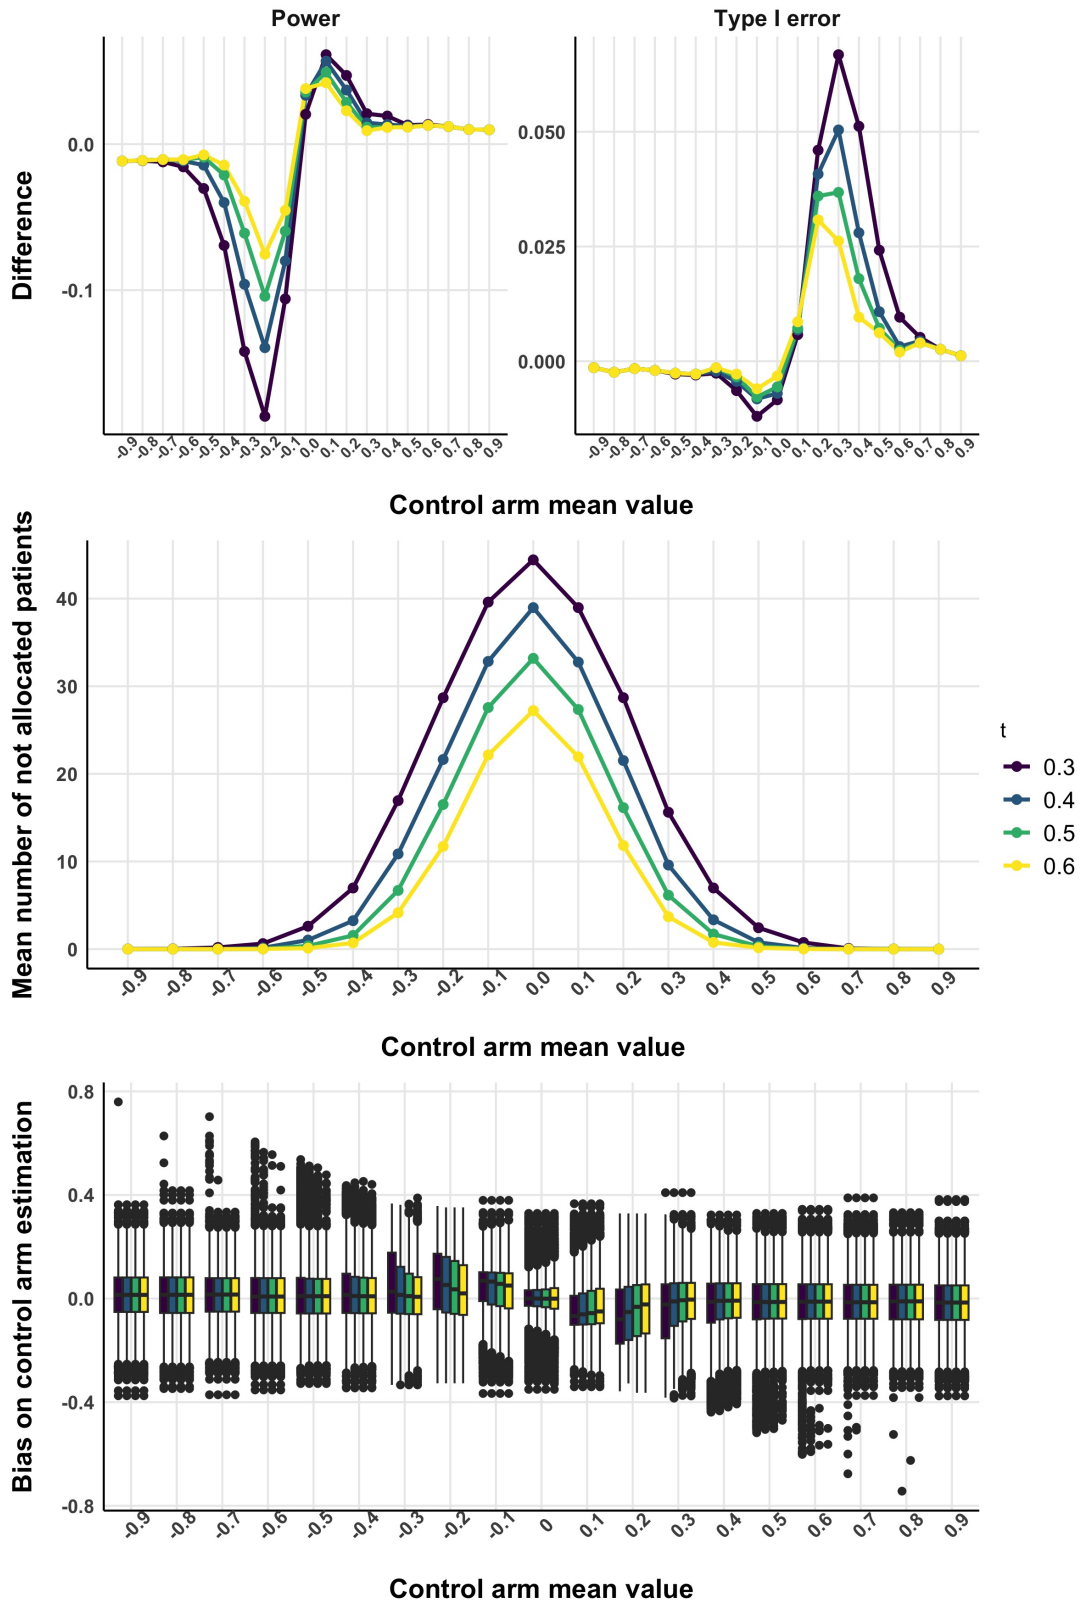 Power
Type I error
Difference
0.0
-0.1
0.050
0.025
0.000
-0.9 -0.8 -0.7 -0.6 -0.5 -0.4 -0.3 -0.2 -0.1 0.0 0.1 0.2 0.3 0.4 0.5 0.6 0.7 0.8 0.9
-0.9 -0.8 -0.7 -0.6 -0.5 -0.4 -0.3 -0.2 -0.1 0.0 0.1 0.2 0.3 0.4 0.5 0.6 0.7 0.8 0.9
Control arm mean value
Mean number of not allocated patients
40
30
20
10
0
-0.9 -0.8 -0.7 -0.6 -0.5 -0.4 -0.3 -0.2 -0.1 0.0 0.1 0.2 0.3 0.4 0.5 0.6 0.7 0.8 0.9
Control arm mean value
t
0.3
0.4
0.5
0.6
Bias on control arm estimation
0.8
0.4
0.0
-0.4
-0.8
-0.9 -0.8 -0.7 -0.6 -0.5 -0.4 -0.3 -0.2 -0.1 0 0.1 0.2 0.3 0.4 0.5 0.6 0.7 0.8 0.9
Control arm mean value